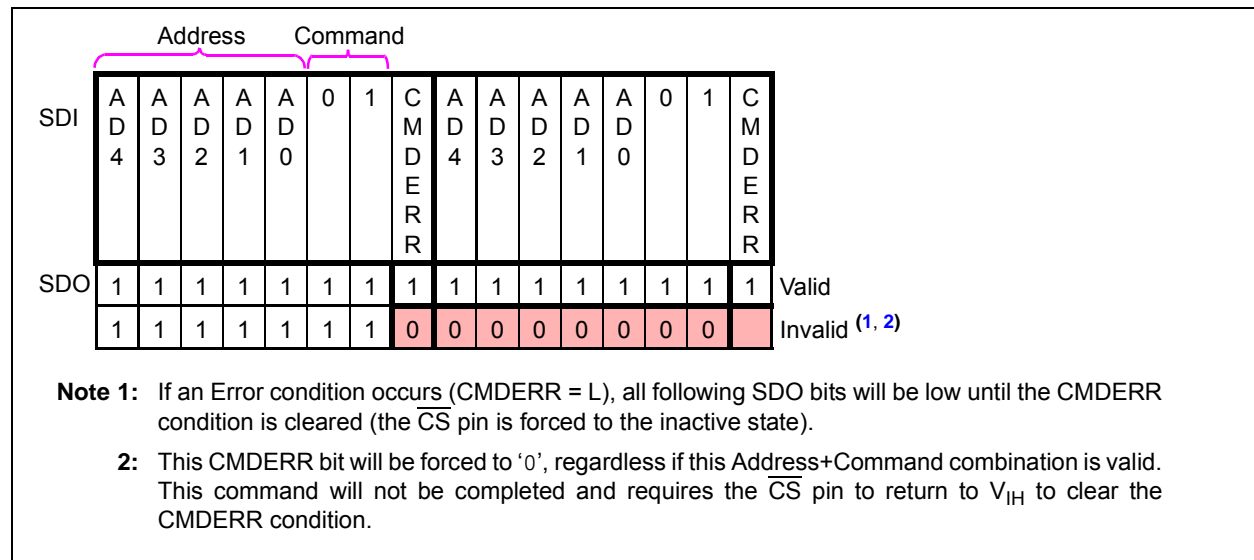 Address Command
SDI A D 4 A D 3 A D 2 A D 1 A D 0 0 1 C M D E R R A D 4 A D 3 A D 2 A D 1 A D 0 0 1 C M D E R R
SDO 1 1 1 1 1 1 1 1 1 1 1 1 1 1 1 1 Valid
1 1 1 1 1 1 1 0 0 0 0 0 0 0 0 Invalid (1, 2)
Note 1: If an Error condition occurs (CMDERR = L), all following SDO bits will be low until the CMDERR
condition is cleared (the C̅S̅ pin is forced to the inactive state).
2: This CMDERR bit will be forced to ‘0’, regardless if this Address+Command combination is valid.
This command will not be completed and requires the C̅S̅ pin to return to VIH to clear the
CMDERR condition.